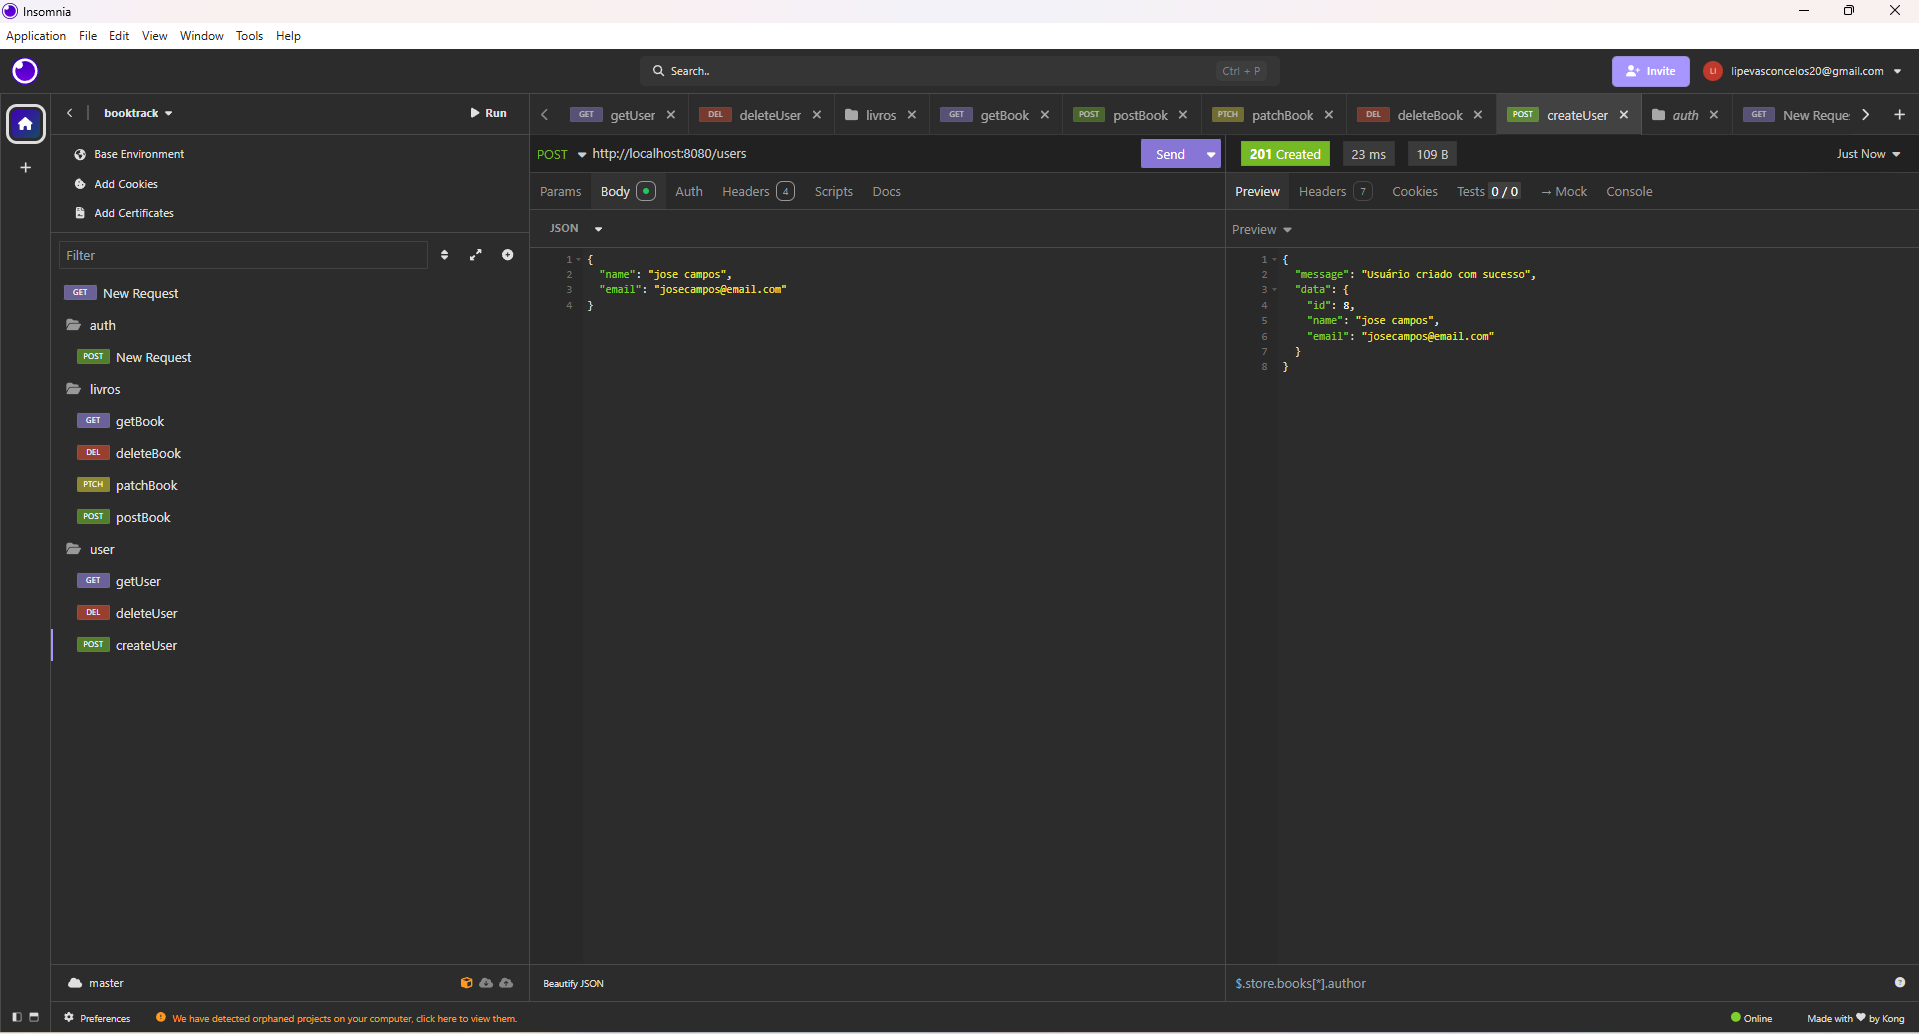 Insomnia
Application File Edit View Window Tools Help
Search.. Ctrl + P
Invite
LI lipevasconcelos20@gmail.com
booktrack
Run
GET getUser
DEL deleteUser
livros
GET getBook
POST postBook
PTCH patchBook
DEL deleteBook
POST createUser
auth
GET New Reque
Base Environment
Add Cookies
Add Certificates
Filter
GET New Request
auth
POST New Request
livros
GET getBook
DEL deleteBook
PTCH patchBook
POST postBook
user
GET getUser
DEL deleteUser
POST createUser
master
POST http://localhost:8080/users
Send
Params Body Auth Headers 4 Scripts Docs
JSON
1 {
2 "name": "jose campos",
3 "email": "josecampos@email.com"
4 }
Beautify JSON
201 Created 23 ms 109 B Just Now
Preview Headers 7 Cookies Tests 0 / 0 → Mock Console
Preview
1 {
2 "message": "Usuário criado com sucesso",
3 "data": {
4 "id": 8,
5 "name": "jose campos",
6 "email": "josecampos@email.com"
7 }
8 }
$.store.books[*].author
Preferences
We have detected orphaned projects on your computer, click here to view them.
Online
Made with ♥ by Kong